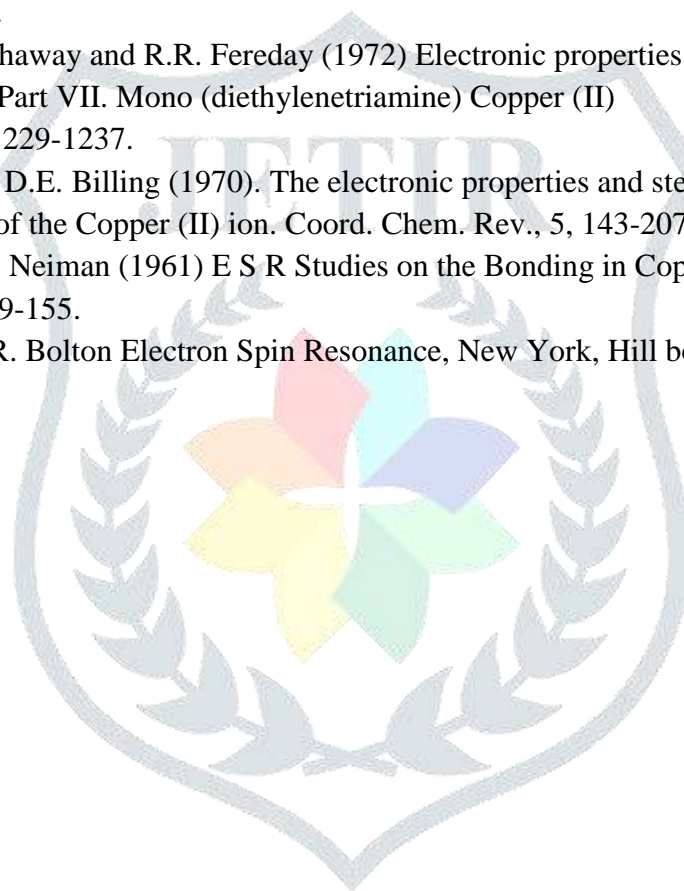 .
haway and R.R. Fereday (1972) Electronic properties
Part VII. Mono (diethylenetriamine) Copper (II)
229-1237.
D.E. Billing (1970). The electronic properties and ste
of the Copper (II) ion. Coord. Chem. Rev., 5, 143-207
Neiman (1961) E S R Studies on the Bonding in Cop
9-155.
R. Bolton Electron Spin Resonance, New York, Hill bo
JETIR